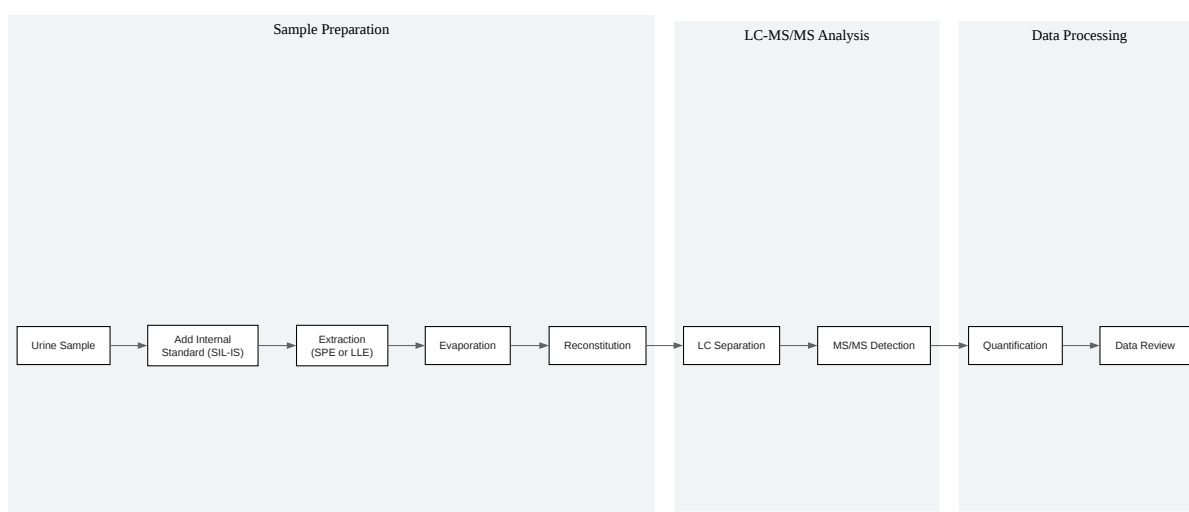 Sample Preparation
LC-MS/MS Analysis
Data Processing
Urine Sample
Add Internal
Standard (SIL-IS)
Extraction
(SPE or LLE)
Evaporation
Reconstitution
LC Separation
MS/MS Detection
Quantification
Data Review